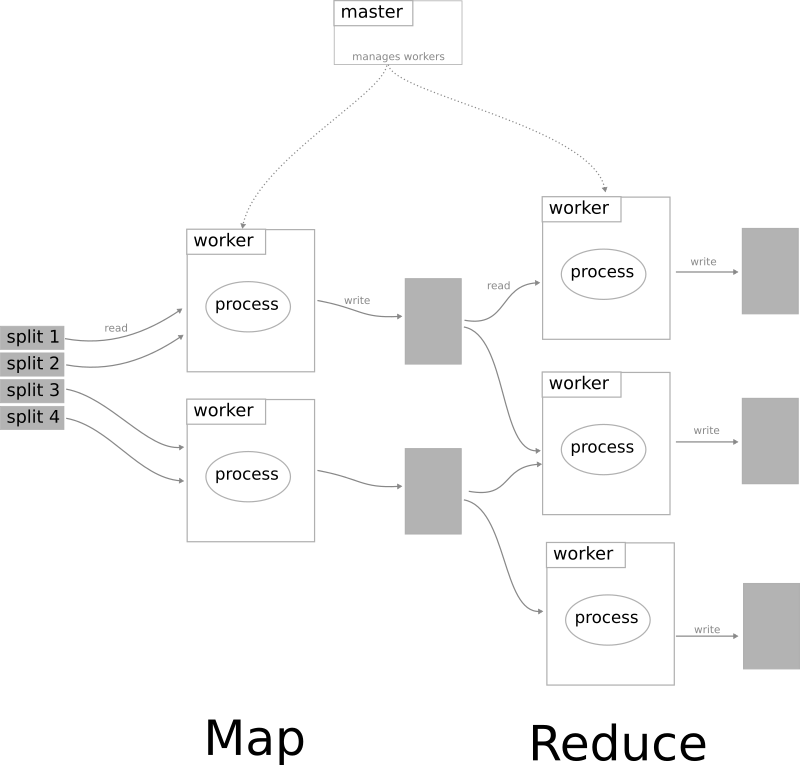 master
manages workers
worker
process
write
read
split 1
split 2
split 3
split 4
worker
process
worker
process
read
write
worker
process
write
worker
process
write
Map
Reduce